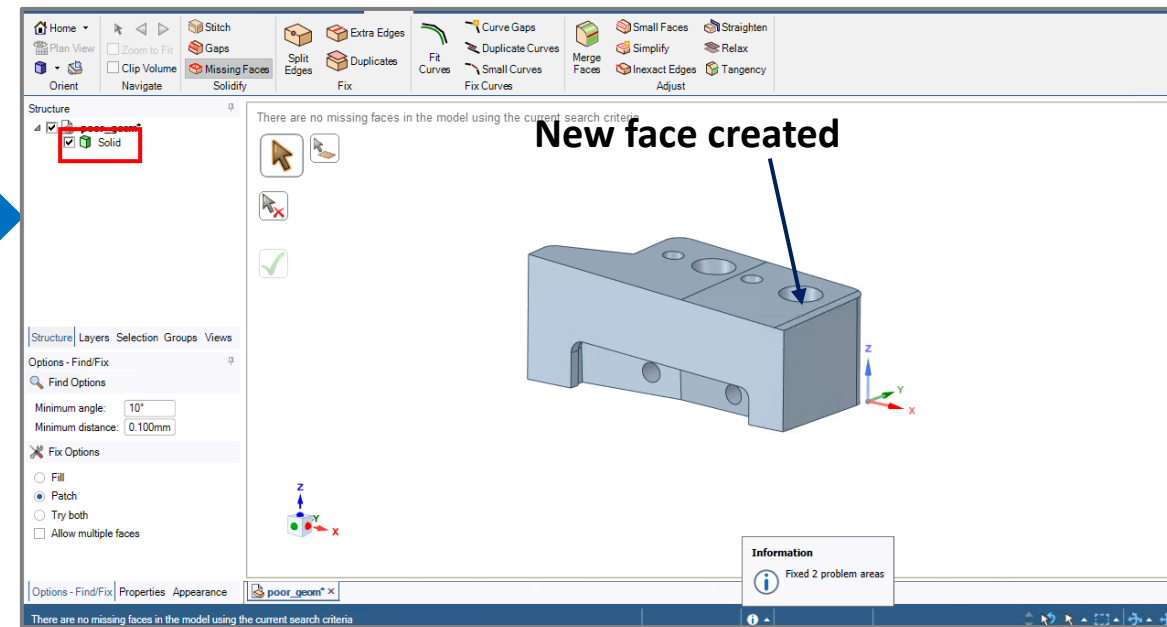 Home
Plan View
Zoom to Fit
Clip Volume
Orient
Navigate
Stitch
Gaps
Missing Faces
Solidify
Split Edges
Extra Edges
Duplicates
Fix
Fit Curves
Curve Gaps
Duplicate Curves
Small Curves
Fix Curves
Merge Faces
Small Faces
Simplify
Inexact Edges
Straighten
Relax
Tangency
Adjust
Structure
poor_geom*
Solid
There are no missing faces in the model using the current search criteria
New face created
Z
Y
X
Structure Layers Selection Groups Views
Options - Find/Fix
Find Options
Minimum angle: 10°
Minimum distance: 0.100mm
Fix Options
Fill
Patch
Try both
Allow multiple faces
Z
Y
X
Information
Fixed 2 problem areas
Options - Find/Fix Properties Appearance
poor_geom* ×
There are no missing faces in the model using the current search criteria